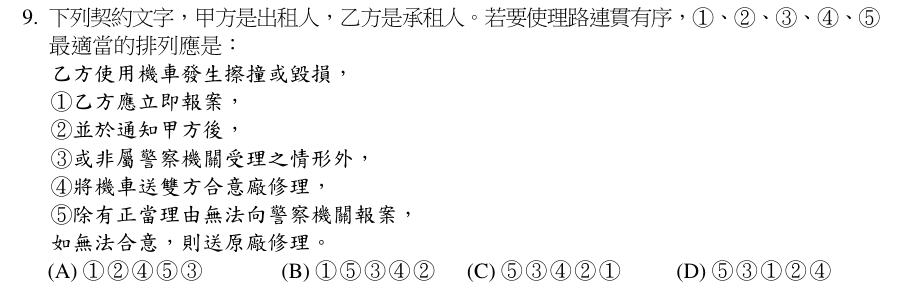 9. 下列契約文字，甲方是出租人，乙方是承租人。若要使理路連貫有序，①、②、③、④、⑤
最適當的排列應是：
乙方使用機車發生擦撞或毀損，
①乙方應立即報案，
②並於通知甲方後，
③或非屬警察機關受理之情形外，
④將機車送雙方合意廠修理，
⑤除有正當理由無法向警察機關報案，
如無法合意，則送原廠修理。
(A) ①②④⑤③ (B) ①⑤③④② (C) ⑤③④②① (D) ⑤③①②④